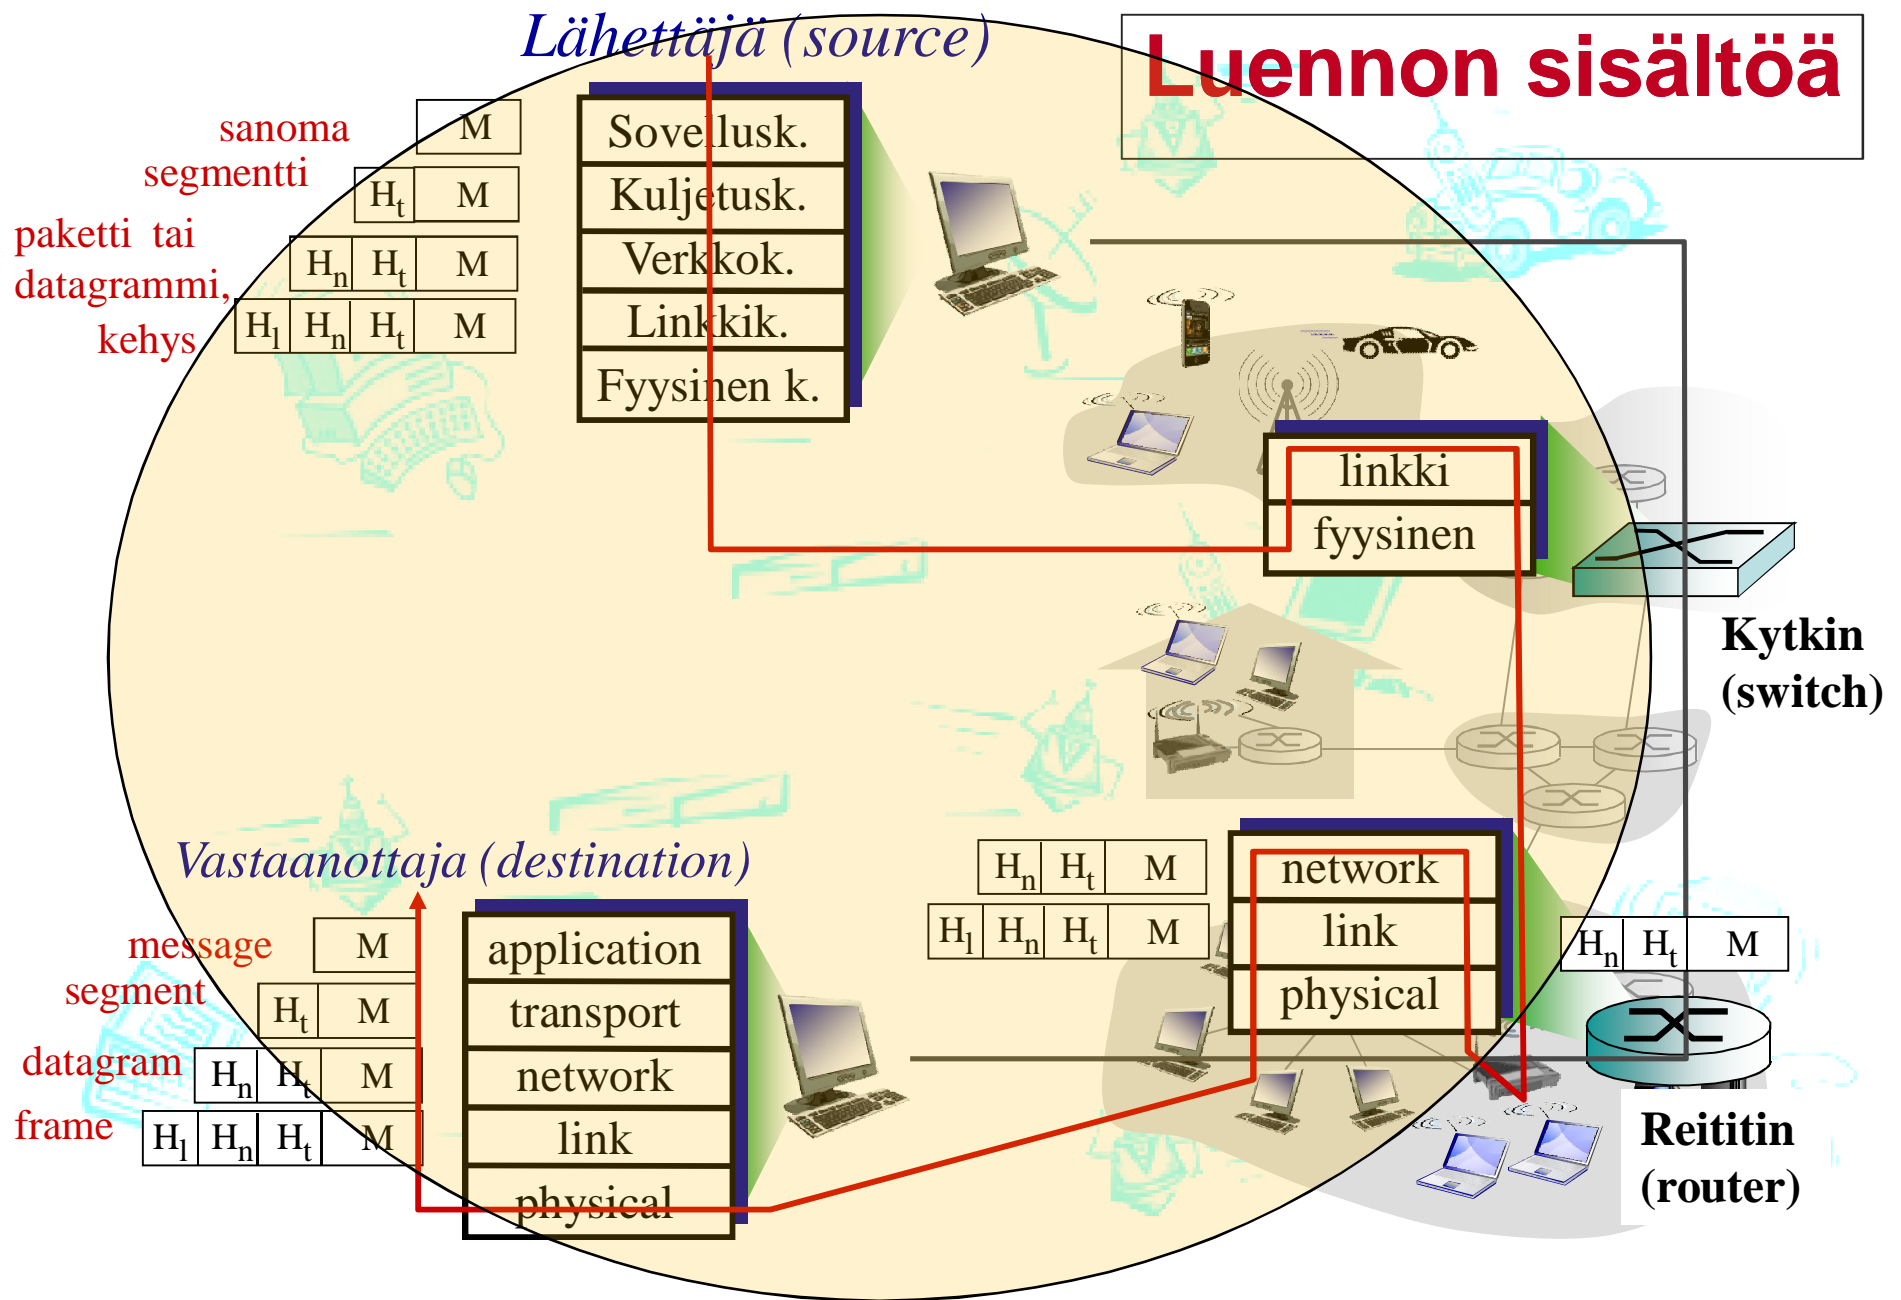 Lähettäjä (source)
Luennon sisältöä
sanoma
M
segmentti
Ht M
paketti tai
datagrammi,
Hn Ht M
kehys
Hl Hn Ht M
Sovellusk.
Kuljetusk.
Verkkok.
Linkkik.
Fyysinen k.
linkki
fyysinen
Kytkin
(switch)
Vastaanottaja (destination)
message
M
segment
Ht M
datagram
Hn Ht M
frame
Hl Hn Ht M
application
transport
network
link
physical
Hn Ht M
Hl Hn Ht M
network
link
physical
Hn Ht M
Reititin
(router)